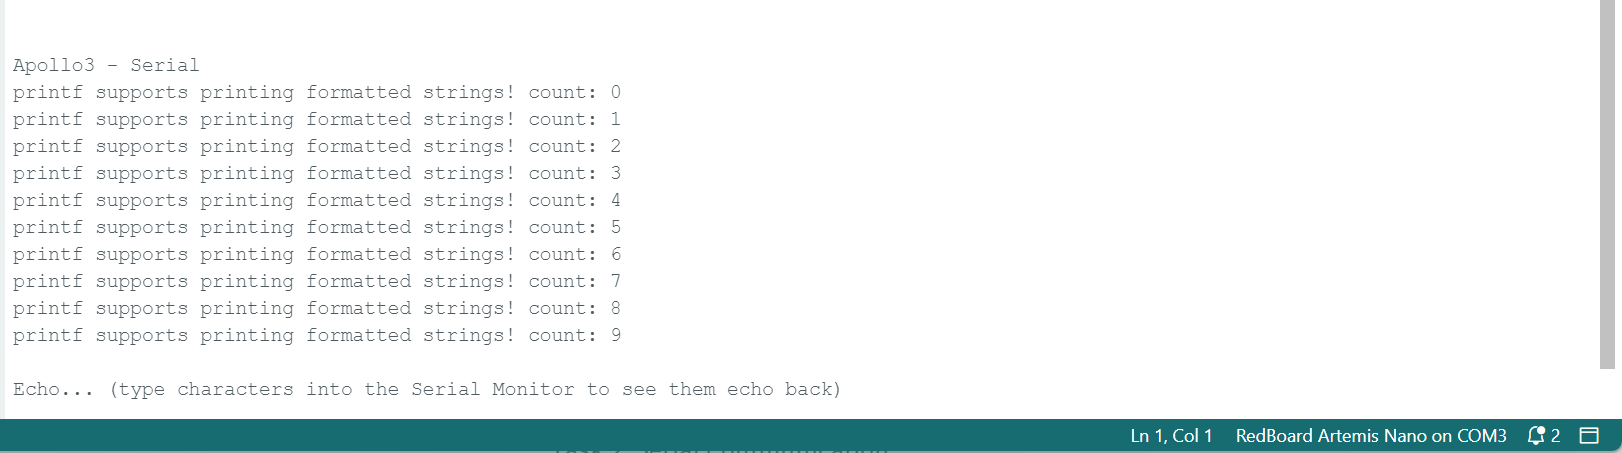 Apollo3 - Serial
printf supports printing formatted strings! count: 0
printf supports printing formatted strings! count: 1
printf supports printing formatted strings! count: 2
printf supports printing formatted strings! count: 3
printf supports printing formatted strings! count: 4
printf supports printing formatted strings! count: 5
printf supports printing formatted strings! count: 6
printf supports printing formatted strings! count: 7
printf supports printing formatted strings! count: 8
printf supports printing formatted strings! count: 9
Echo... (type characters into the Serial Monitor to see them echo back)
Ln 1, Col 1 RedBoard Artemis Nano on COM3 2